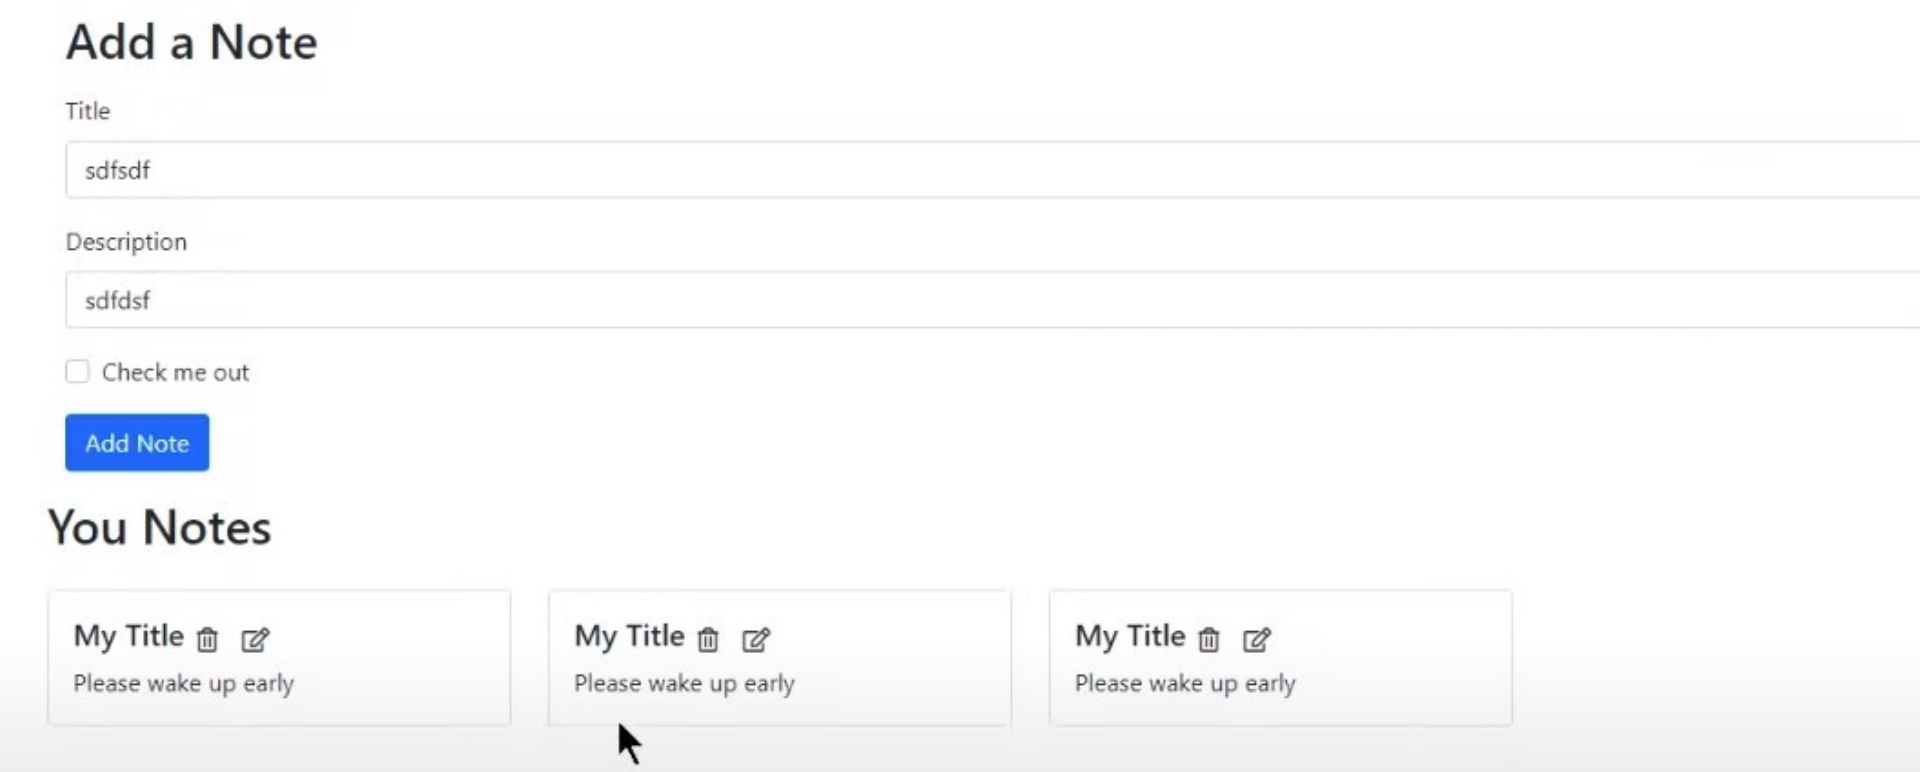 Add a Note
Title
sdfsdf
Description
sdfdsf
Check me out
Add Note
You Notes
My Title
Please wake up early
My Title
Please wake up early
My Title
Please wake up early